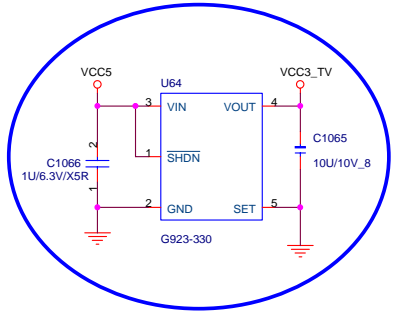 VCC5
U64
VCC3_TV
3 VIN VOUT 4
2
C1066
1U/6.3V/X5R
1
1 SHDN
C1065
10U/10V_8
2 GND SET 5
G923-330